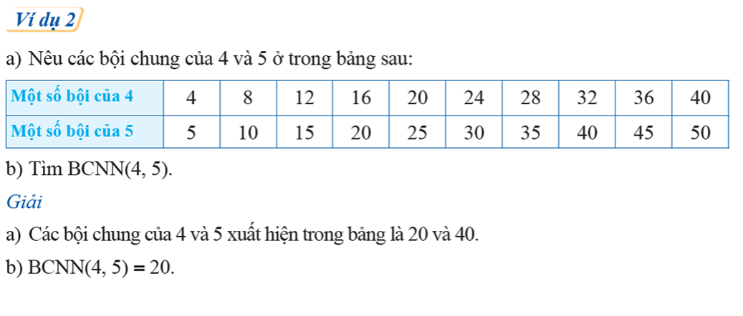 Ví dụ 2
a) Nêu các bội chung của 4 và 5 ở trong bảng sau:
Một số bội của 4 4 8 12 16 20 24 28 32 36 40
Một số bội của 5 5 10 15 20 25 30 35 40 45 50
b) Tìm BCNN(4, 5).
Giải
a) Các bội chung của 4 và 5 xuất hiện trong bảng là 20 và 40.
b) BCNN(4, 5) = 20.